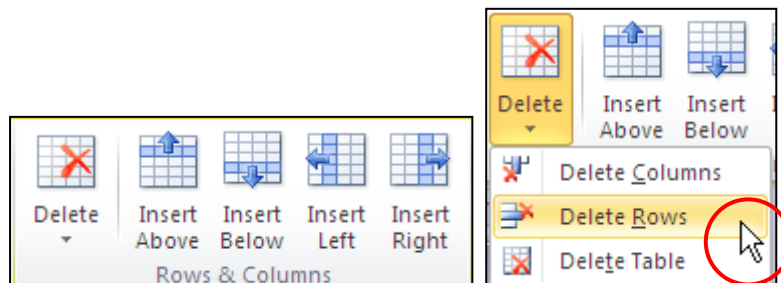 Delete Insert Insert Insert Insert
Above Below Left Right
Rows & Columns
Delete Insert Insert
Above Below
Delete Columns
Delete Rows
Delete Table